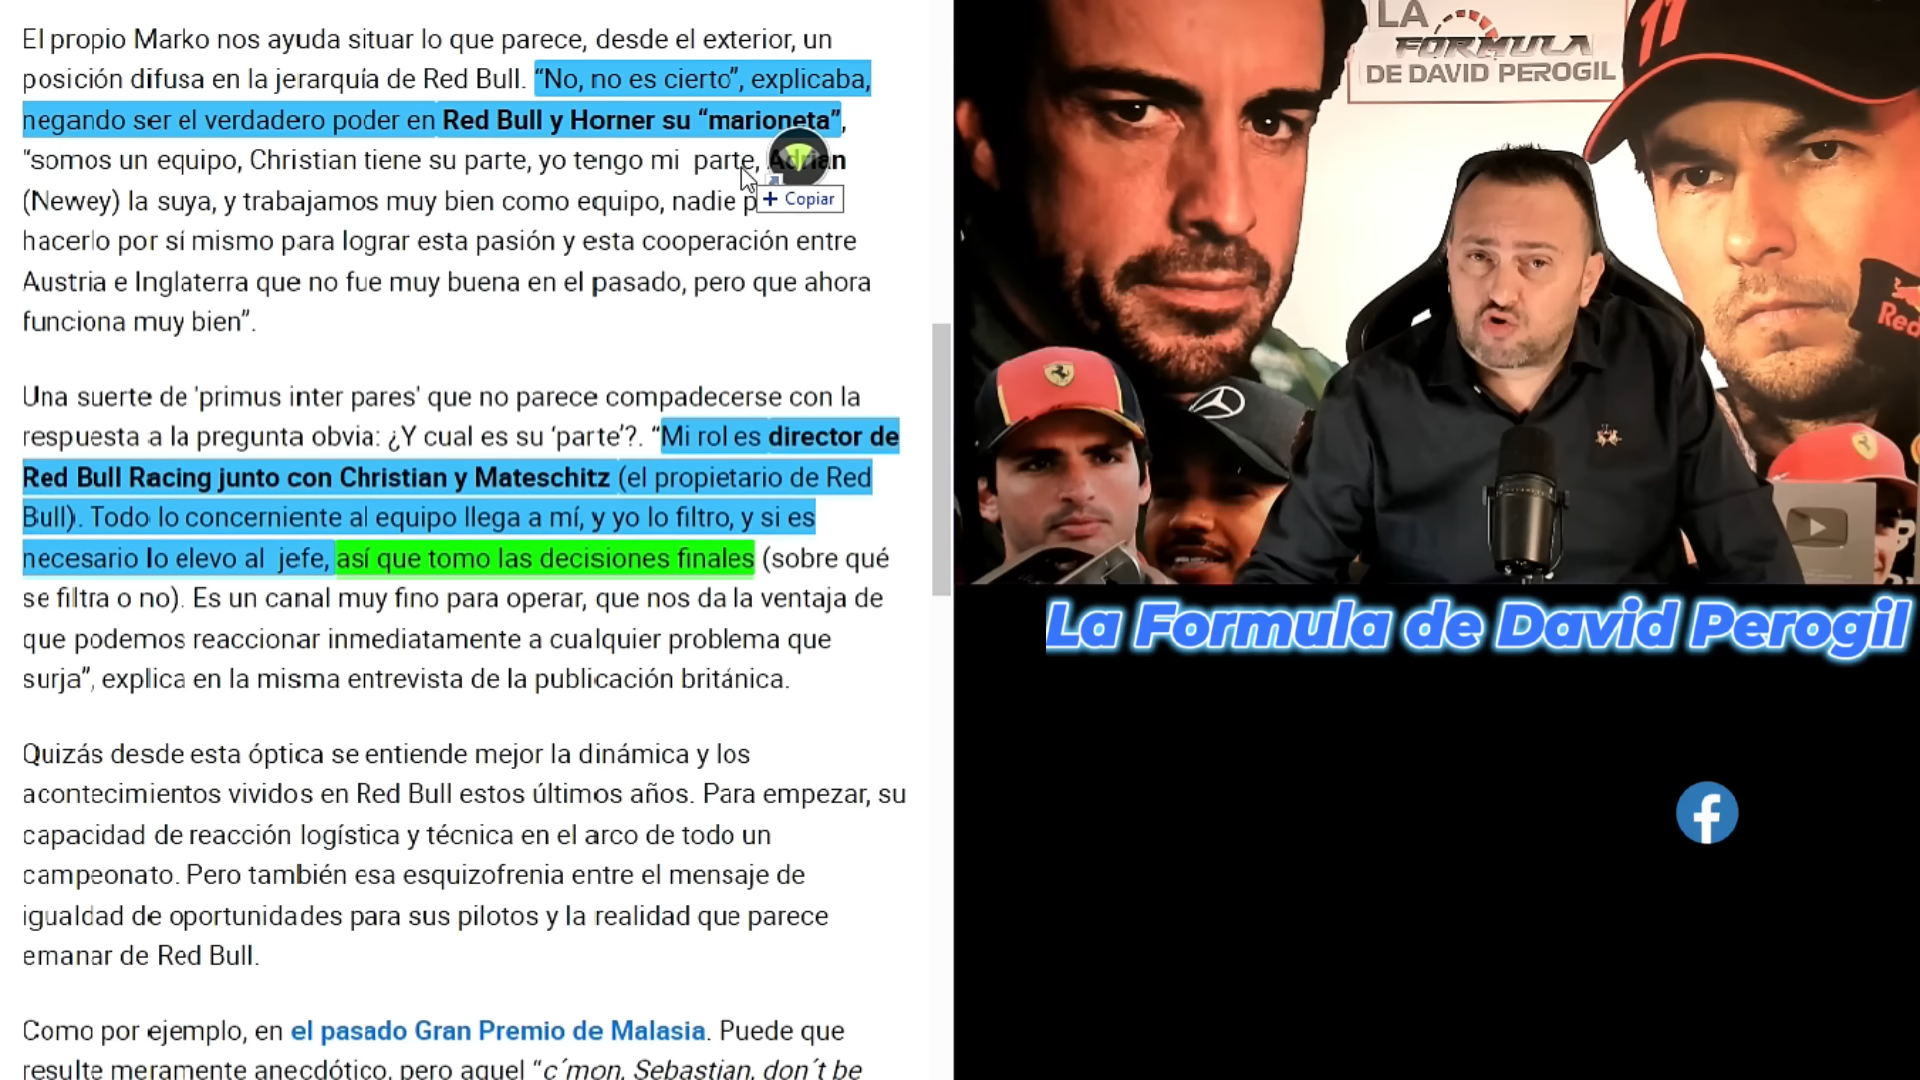 El propio Marko nos ayuda situar lo que parece, desde el exterior, un
posición difusa en la jerarquía de Red Bull. “No, no es cierto”, explicaba,
negando ser el verdadero poder en Red Bull y Horner su “marioneta”,
“somos un equipo, Christian tiene su parte, yo tengo mi parte, Adrian
(Newey) la suya, y trabajamos muy bien como equipo, nadie p
+ Copiar
hacerlo por sí mismo para lograr esta pasión y esta cooperación entre
Austria e Inglaterra que no fue muy buena en el pasado, pero que ahora
funciona muy bien”.
Una suerte de 'primus inter pares' que no parece compadecerse con la
respuesta a la pregunta obvia: ¿Y cual es su ‘parte’?. “Mi rol es director de
Red Bull Racing junto con Christian y Mateschitz (el propietario de Red
Bull). Todo lo concerniente al equipo llega a mí, y yo lo filtro, y si es
necesario lo elevo al jefe, así que tomo las decisiones finales (sobre qué
se filtra o no). Es un canal muy fino para operar, que nos da la ventaja de
que podemos reaccionar inmediatamente a cualquier problema que
surja”, explica en la misma entrevista de la publicación británica.
Quizás desde esta óptica se entiende mejor la dinámica y los
acontecimientos vividos en Red Bull estos últimos años. Para empezar, su
capacidad de reacción logística y técnica en el arco de todo un
campeonato. Pero también esa esquizofrenia entre el mensaje de
igualdad de oportunidades para sus pilotos y la realidad que parece
emanar de Red Bull.
Como por ejemplo, en el pasado Gran Premio de Malasia. Puede que
resulte meramente anecdótico, pero aquel “c´mon, Sebastian, don´t be
LA
FORMULA
DE DAVID PEROGIL
11
Red
La Formula de David Perogil